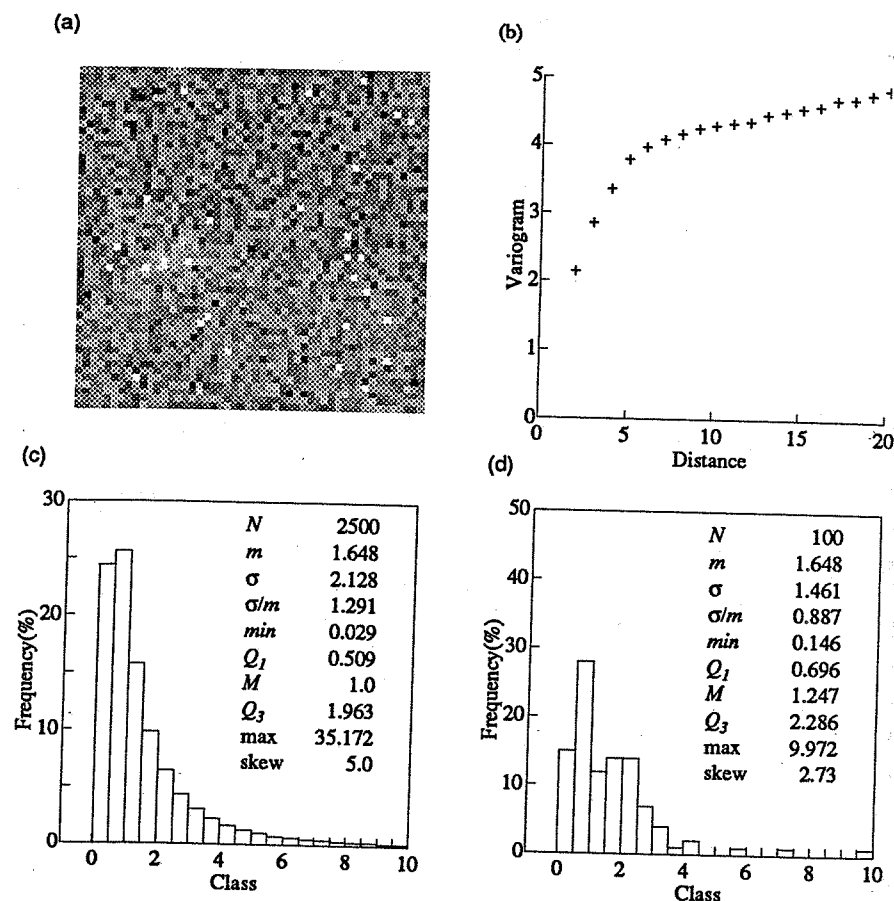 (a)
(b)
5
4
3
2
1
0
Variogram
0
5
10
15
20
Distance
(c)
30
20
10
0
Frequency(%)
N 2500
m 1.648
σ 2.128
σ/m 1.291
min 0.029
Q1 0.509
M 1.0
Q3 1.963
max 35.172
skew 5.0
0 2 4 6 8 10
Class
(d)
50
40
30
20
10
0
Frequency(%)
N 100
m 1.648
σ 1.461
σ/m 0.887
min 0.146
Q1 0.696
M 1.247
Q3 2.286
max 9.972
skew 2.73
0 2 4 6 8 10
Class